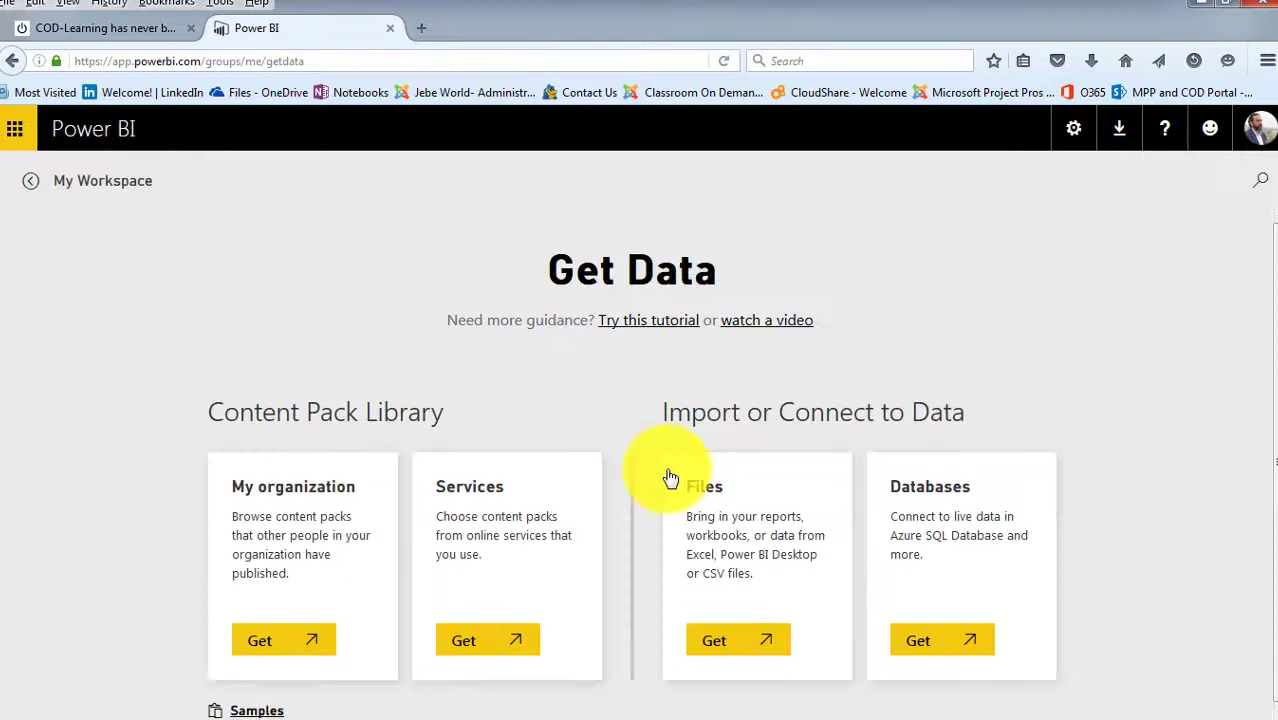 File Edit View History Bookmarks Tools Help
COD-Learning has never b... Power BI
https://app.powerbi.com/groups/me/getdata Search
Most Visited Welcome! | LinkedIn Files - OneDrive Notebooks Jebe World- Administr... Contact Us Classroom On Deman... CloudShare - Welcome Microsoft Project Pros ... O365 MPP and COD Portal -...
Power BI
My Workspace
Get Data
Need more guidance? Try this tutorial or watch a video
Content Pack Library
Import or Connect to Data
My organization
Browse content packs
that other people in your
organization have
published.
Get
Services
Choose content packs
from online services that
you use.
Get
Files
Bring in your reports,
workbooks, or data from
Excel, Power BI Desktop
or CSV files.
Get
Databases
Connect to live data in
Azure SQL Database and
more.
Get
Samples